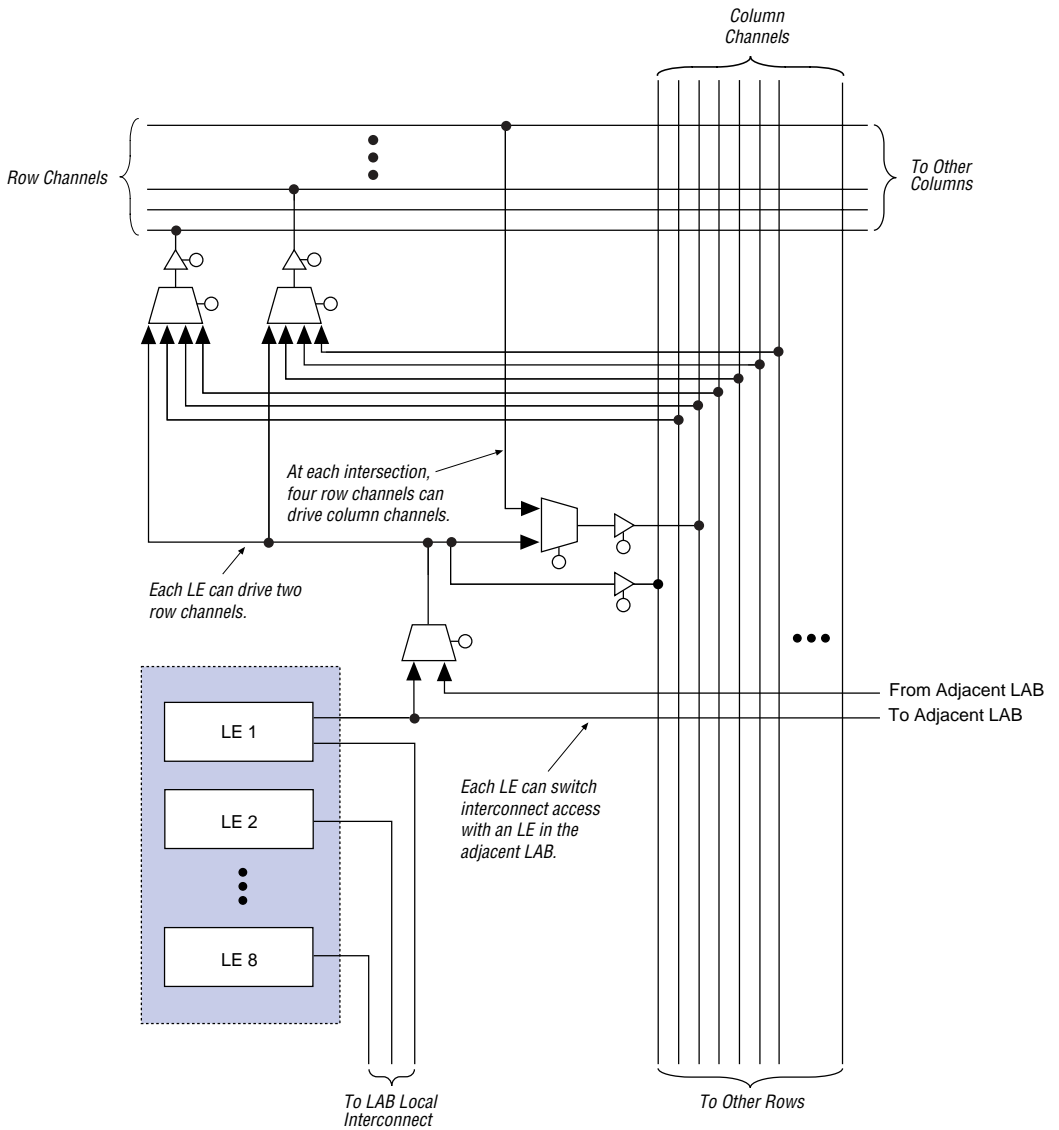 Column
Channels
Row Channels
To Other
Columns
At each intersection,
four row channels can
drive column channels.
Each LE can drive two
row channels.
From Adjacent LAB
To Adjacent LAB
LE 1
Each LE can switch
interconnect access
with an LE in the
adjacent LAB.
LE 2
LE 8
To LAB Local
Interconnect
To Other Rows